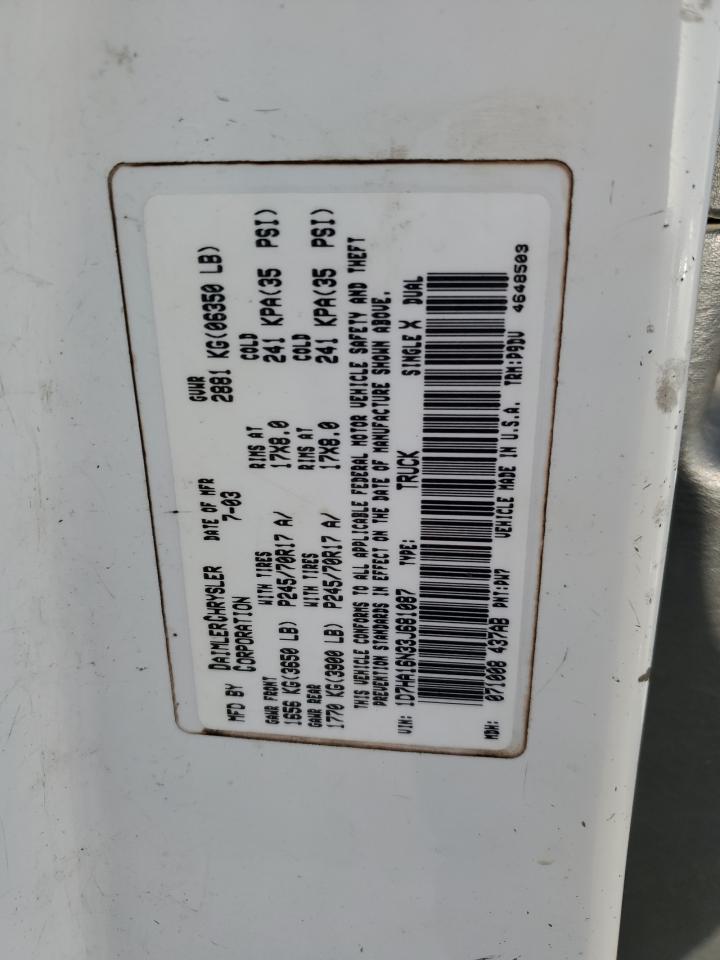 MFD BY DAIMLERCHRYSLER CORPORATION
DATE OF MFR 7-03
GVWR 2881 KG(06350 LB)
GAWR FRONT WITH TIRES RIMS AT COLD
1656 KG(3650 LB) P245/70R17 A/ 17X8.0 241 KPA(35 PSI)
GAWR REAR WITH TIRES RIMS AT COLD
1770 KG(3900 LB) P245/70R17 A/ 17X8.0 241 KPA(35 PSI)
THIS VEHICLE CONFORMS TO ALL APPLICABLE FEDERAL MOTOR VEHICLE SAFETY AND THEFT
PREVENTION STANDARDS IN EFFECT ON THE DATE OF MANUFACTURE SHOWN ABOVE.
VIN: 1D7HA16N33J681087 TYPE: TRUCK SINGLE X DUAL
MDH: 071008 437AB PNT:PW7 VEHICLE MADE IN U.S.A. TRM:P9DV 4648503